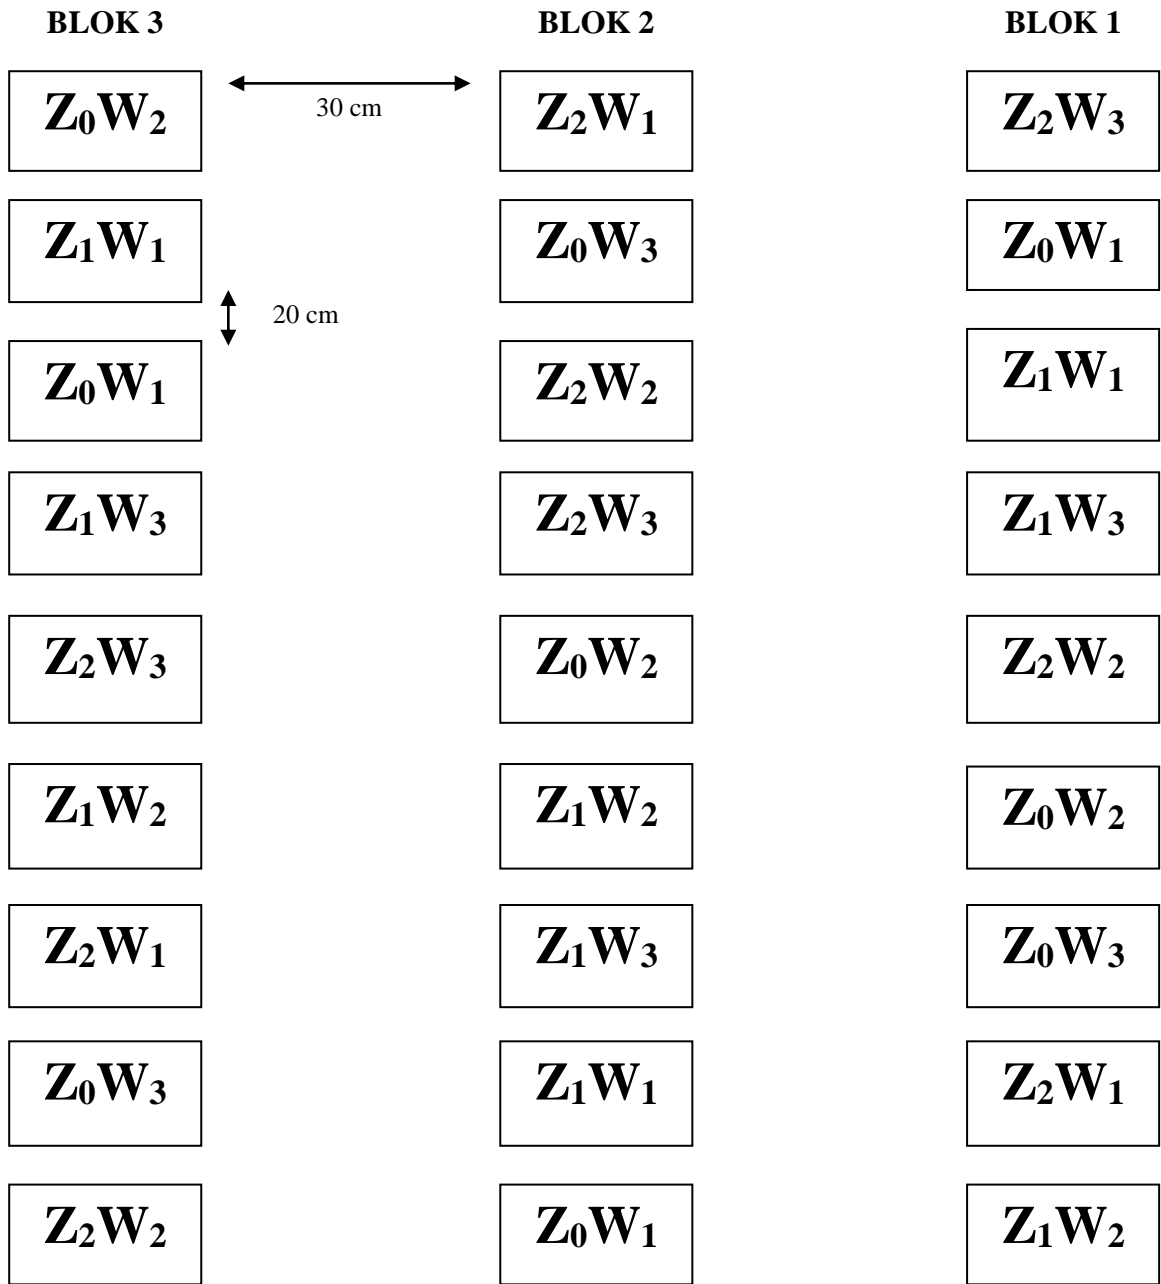 BLOK 3 BLOK 2 BLOK 1
Z₀W₂ 30 cm Z₂W₁ Z₂W₃
Z₁W₁ Z₀W₃ Z₀W₁
20 cm
Z₀W₁ Z₂W₂ Z₁W₁
Z₁W₃ Z₂W₃ Z₁W₃
Z₂W₃ Z₀W₂ Z₂W₂
Z₁W₂ Z₁W₂ Z₀W₂
Z₂W₁ Z₁W₃ Z₀W₃
Z₀W₃ Z₁W₁ Z₂W₁
Z₂W₂ Z₀W₁ Z₁W₂